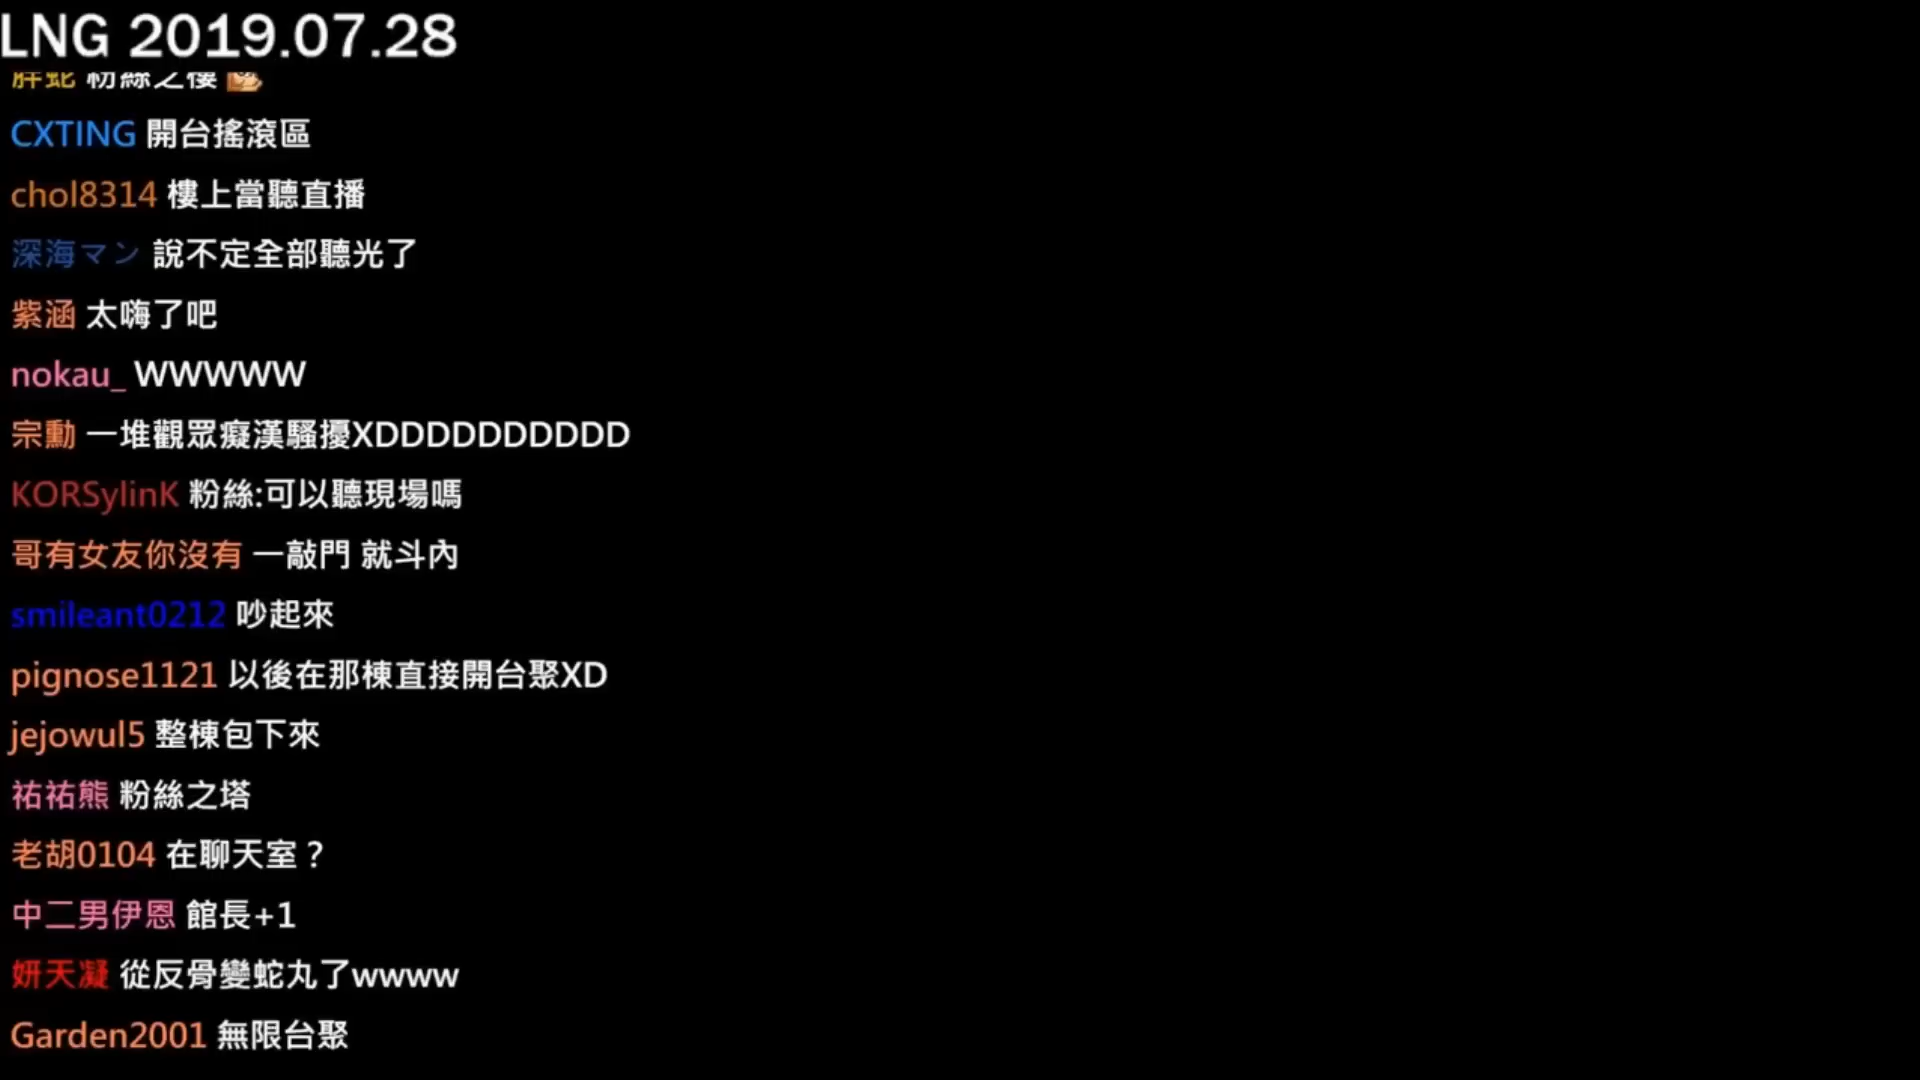 LNG 2019.07.28
胖蛇 粉絲之樓
CXTING 開台搖滾區
chol8314 樓上當聽直播
深海マン 說不定全部聽光了
紫涵 太嗨了吧
nokau_ WWWWW
宗勳 一堆觀眾癡漢騷擾XDDDDDDDDDD
KORSylinK 粉絲:可以聽現場嗎
哥有女友你沒有 一敲門 就斗內
smileant0212 吵起來
pignose1121 以後在那棟直接開台聚XD
jejowul5 整棟包下來
祐祐熊 粉絲之塔
老胡0104 在聊天室？
中二男伊恩 館長+1
妍天凝 從反骨變蛇丸了wwww
Garden2001 無限台聚